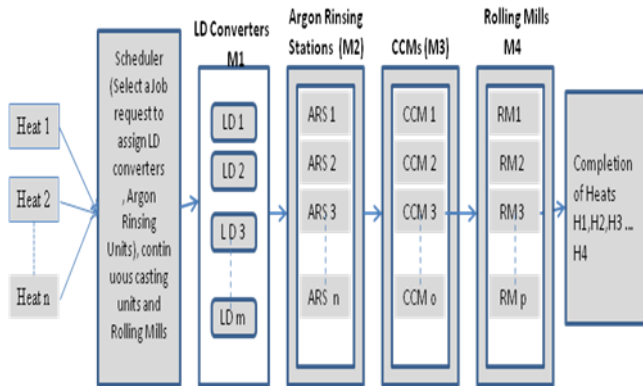 LD Converters
M1
Argon Rinsing
Stations (M2)
CCMs (M3)
Rolling Mills
M4
Heat 1
Heat 2
Heat n
Scheduler
(Select a Job
request to
assign LD
converters
, Argon
Rinsing
Units), contin
uous casting
units and
Rolling Mills
LD 1
LD 2
LD 3
LD m
ARS 1
ARS 2
ARS 3
ARS n
CCM 1
CCM 2
CCM 3
CCM o
RM1
RM2
RM3
RM p
Completion
of Heats
H1,H2,H3 ...
H4